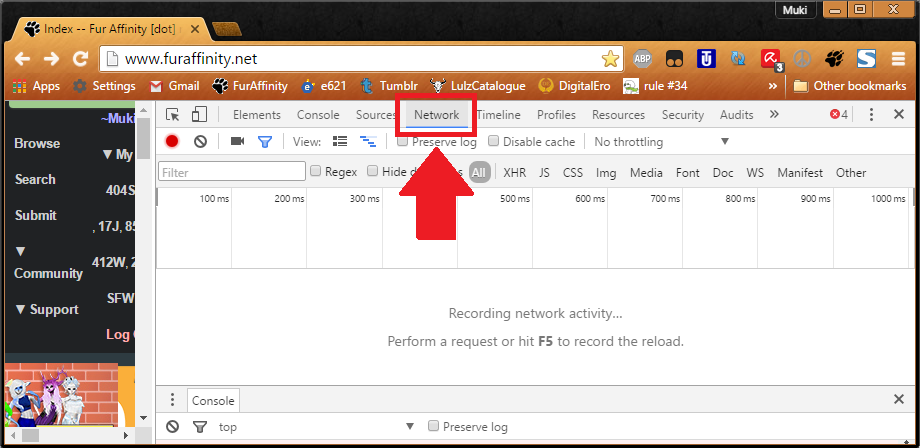 Muki
Index -- Fur Affinity [dot]
www.furaffinity.net
ABP
3
Apps Settings Gmail FurAffinity e621 Tumblr LulzCatalogue DigitalEro rule #34 » Other bookmarks
Elements Console Sources Network Timeline Profiles Resources Security Audits » 4
View: Preserve log Disable cache No throttling
Filter Regex Hide All XHR JS CSS Img Media Font Doc WS Manifest Other
100 ms 200 ms 300 ms 500 ms 600 ms 700 ms 800 ms 900 ms 1000 ms
~Muki
Browse
▼ My
Search
404S
Submit
, 17J, 85
▼
Community
412W, 2
SFW
▼ Support
Log
Recording network activity...
Perform a request or hit F5 to record the reload.
Console
top ▼ Preserve log